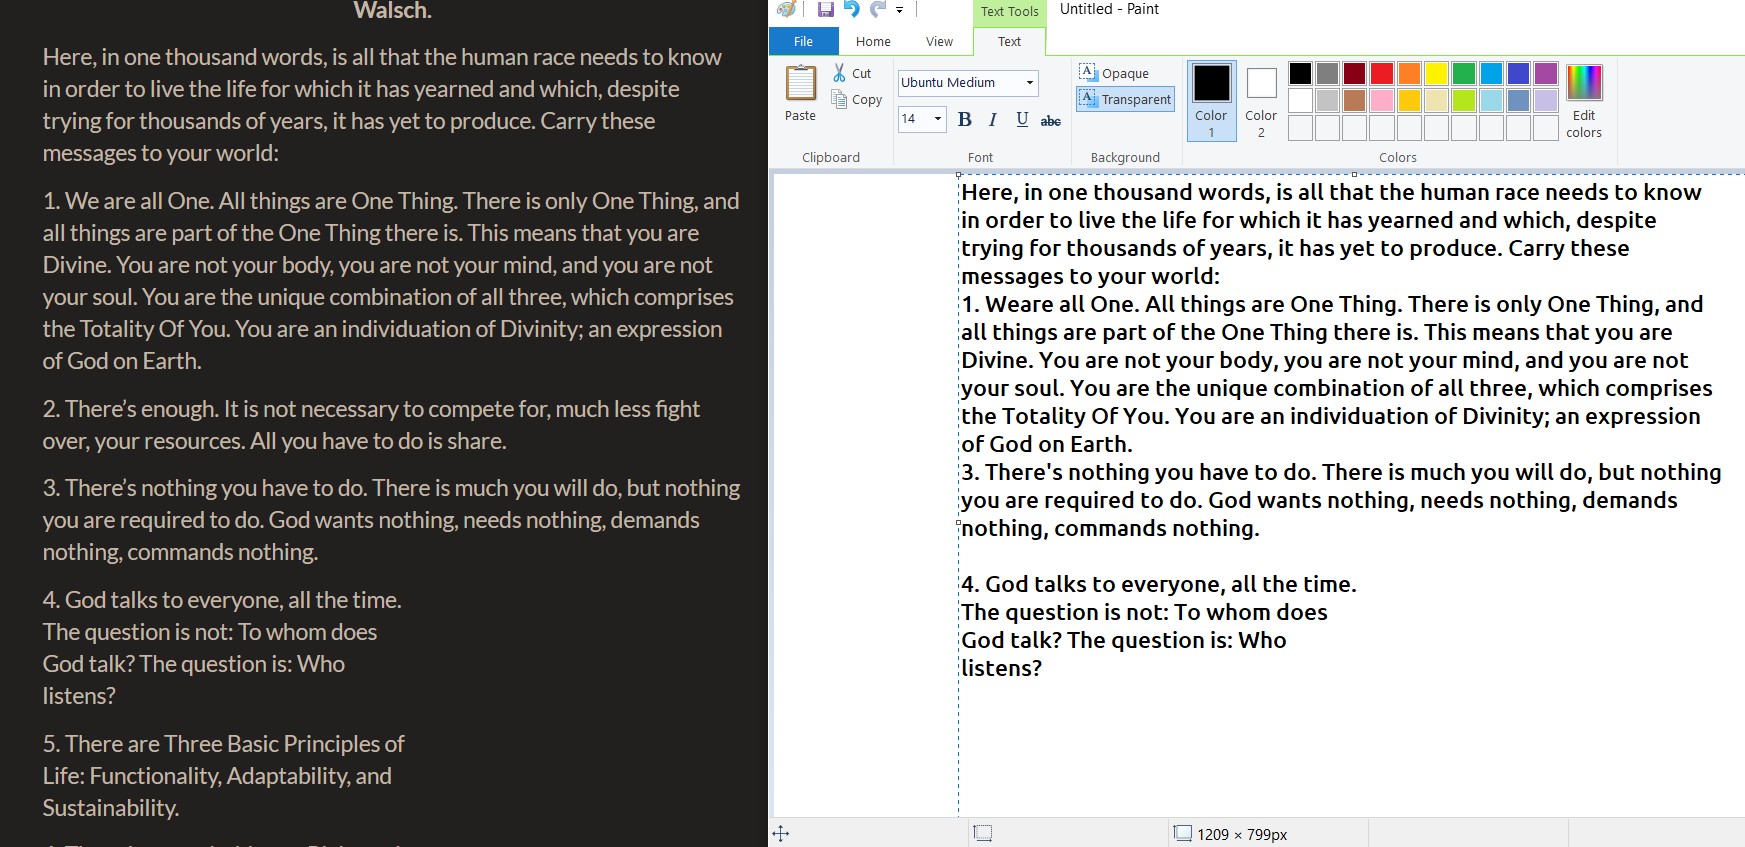 Walsch.
Here, in one thousand words, is all that the human race needs to know
in order to live the life for which it has yearned and which, despite
trying for thousands of years, it has yet to produce. Carry these
messages to your world:
1. We are all One. All things are One Thing. There is only One Thing, and
all things are part of the One Thing there is. This means that you are
Divine. You are not your body, you are not your mind, and you are not
your soul. You are the unique combination of all three, which comprises
the Totality Of You. You are an individuation of Divinity; an expression
of God on Earth.
2. There’s enough. It is not necessary to compete for, much less fight
over, your resources. All you have to do is share.
3. There’s nothing you have to do. There is much you will do, but nothing
you are required to do. God wants nothing, needs nothing, demands
nothing, commands nothing.
4. God talks to everyone, all the time.
The question is not: To whom does
God talk? The question is: Who
listens?
5. There are Three Basic Principles of
Life: Functionality, Adaptability, and
Sustainability.
Text Tools
Untitled - Paint
File
Home
View
Text
Paste
Cut
Copy
Clipboard
Ubuntu Medium
14
B I U abc
Font
Opaque
Transparent
Background
Color
1
Color
2
Edit
colors
Colors
Here, in one thousand words, is all that the human race needs to know
in order to live the life for which it has yearned and which, despite
trying for thousands of years, it has yet to produce. Carry these
messages to your world:
1. Weare all One. All things are One Thing. There is only One Thing, and
all things are part of the One Thing there is. This means that you are
Divine. You are not your body, you are not your mind, and you are not
your soul. You are the unique combination of all three, which comprises
the Totality Of You. You are an individuation of Divinity; an expression
of God on Earth.
3. There's nothing you have to do. There is much you will do, but nothing
you are required to do. God wants nothing, needs nothing, demands
nothing, commands nothing.
4. God talks to everyone, all the time.
The question is not: To whom does
God talk? The question is: Who
listens?
1209 × 799px